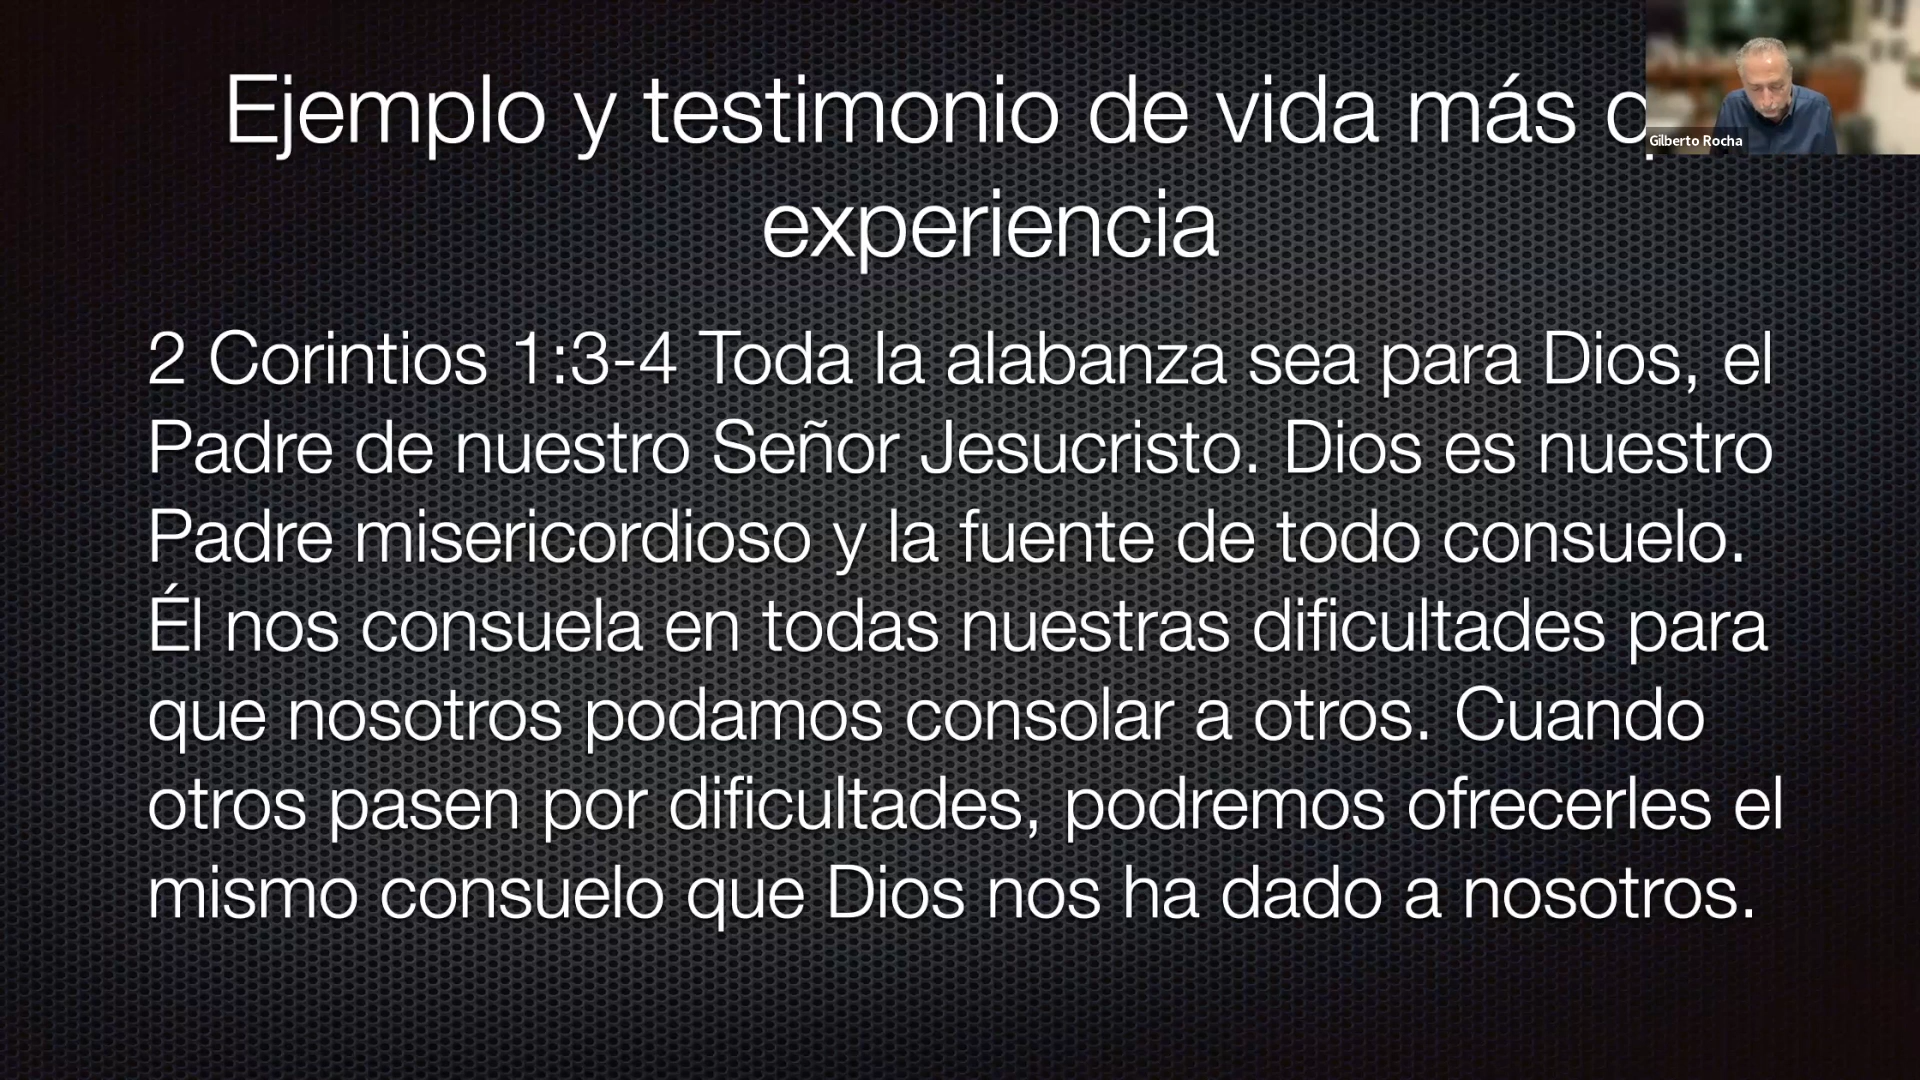 Ejemplo y testimonio de vida más
experiencia
Gilberto Rocha
2 Corintios 1:3-4 Toda la alabanza sea para Dios, el
Padre de nuestro Señor Jesucristo. Dios es nuestro
Padre misericordioso y la fuente de todo consuelo.
Él nos consuela en todas nuestras dificultades para
que nosotros podamos consolar a otros. Cuando
otros pasen por dificultades, podremos ofrecerles el
mismo consuelo que Dios nos ha dado a nosotros.